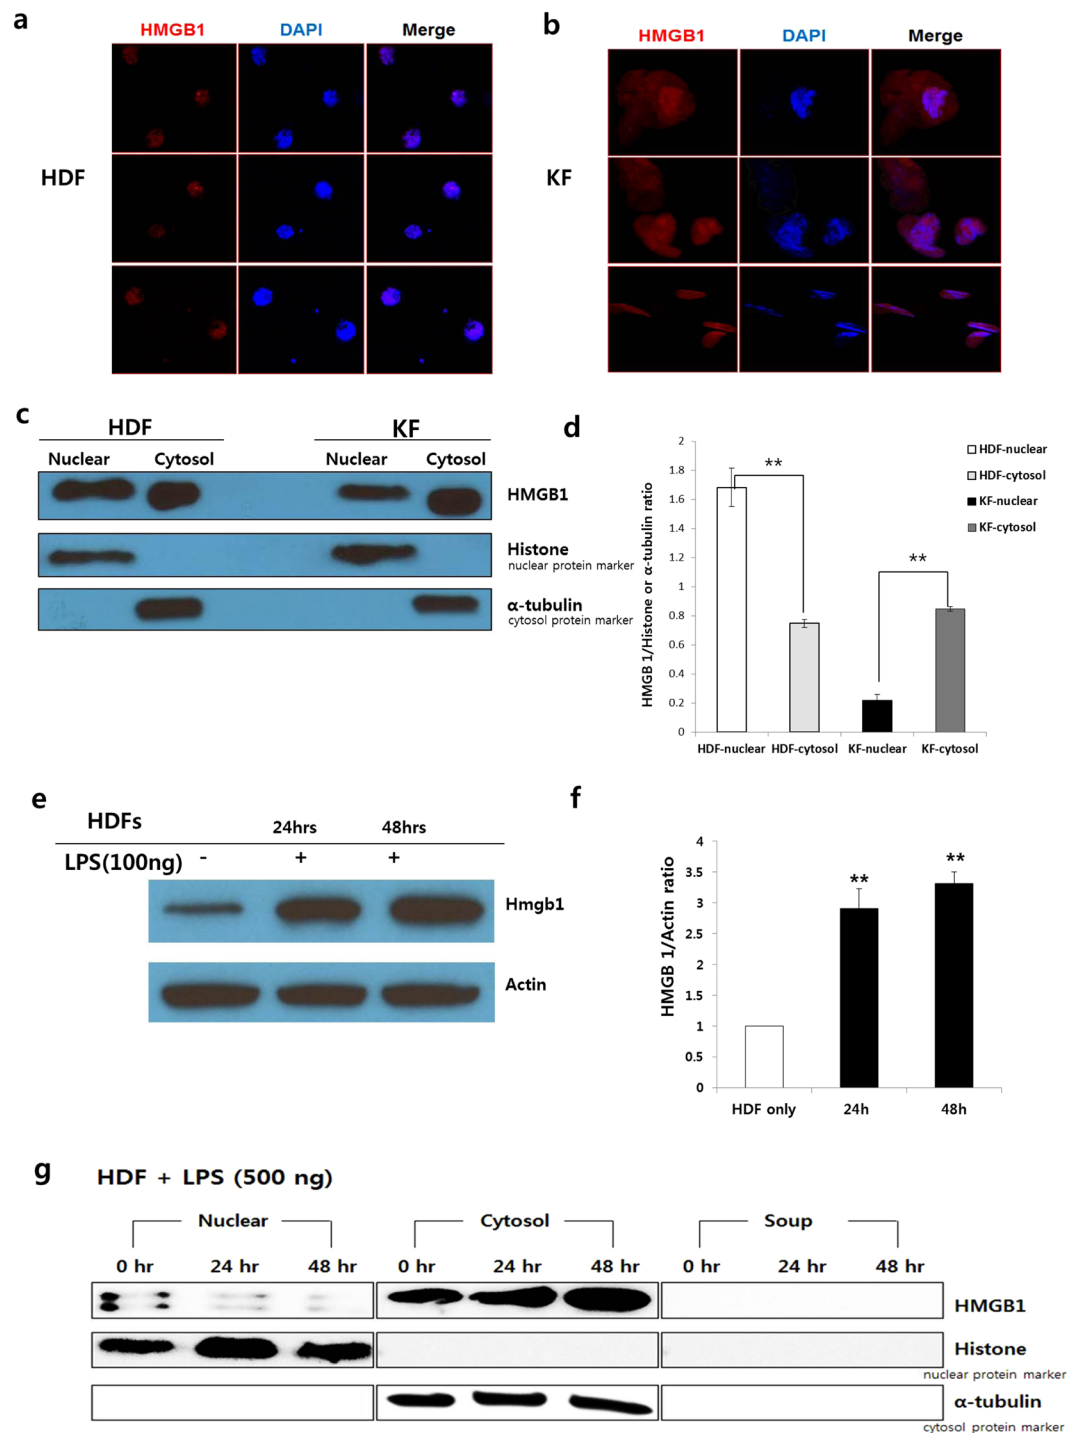 a
HMGB1 DAPI Merge
HDF
b
HMGB1 DAPI Merge
KF
c
HDF KF
Nuclear Cytosol Nuclear Cytosol
HMGB1
Histone
nuclear protein marker
α-tubulin
cytosol protein marker
d
HMGB 1/Histone or α-tubulin ratio
2
1.8
1.6
1.4
1.2
1
0.8
0.6
0.4
0.2
0
**
**
HDF-nuclear HDF-cytosol KF-nuclear KF-cytosol
HDF-nuclear
HDF-cytosol
KF-nuclear
KF-cytosol
e
HDFs 24hrs 48hrs
LPS(100ng) - + +
Hmgb1
Actin
f
HMGB 1/Actin ratio
4
3.5
3
2.5
2
1.5
1
0.5
0
** **
HDF only 24h 48h
g
HDF + LPS (500 ng)
Nuclear Cytosol Soup
0 hr 24 hr 48 hr 0 hr 24 hr 48 hr 0 hr 24 hr 48 hr
HMGB1
Histone
nuclear protein marker
α-tubulin
cytosol protein marker